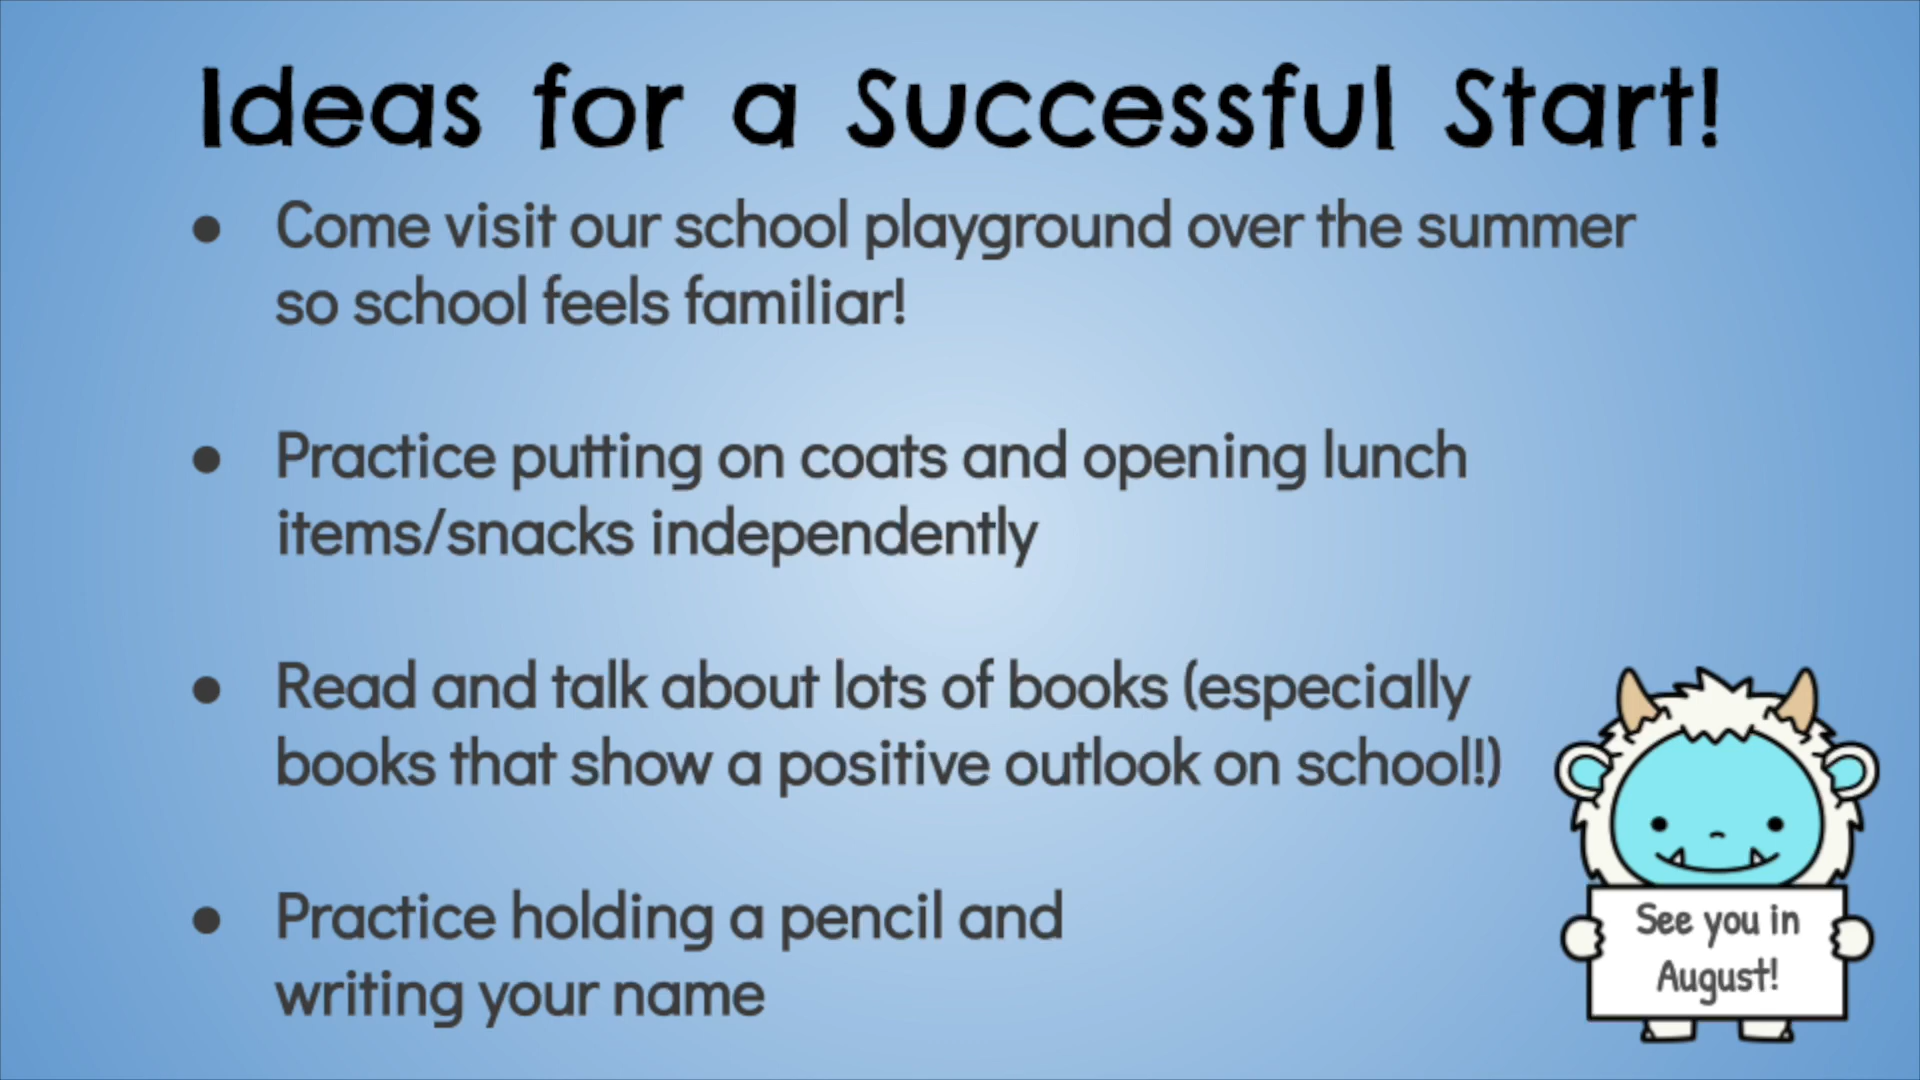 Ideas for a Successful Start!
● Come visit our school playground over the summer
so school feels familiar!
● Practice putting on coats and opening lunch
items/snacks independently
● Read and talk about lots of books (especially
books that show a positive outlook on school!)
● Practice holding a pencil and
writing your name
See you in
August!